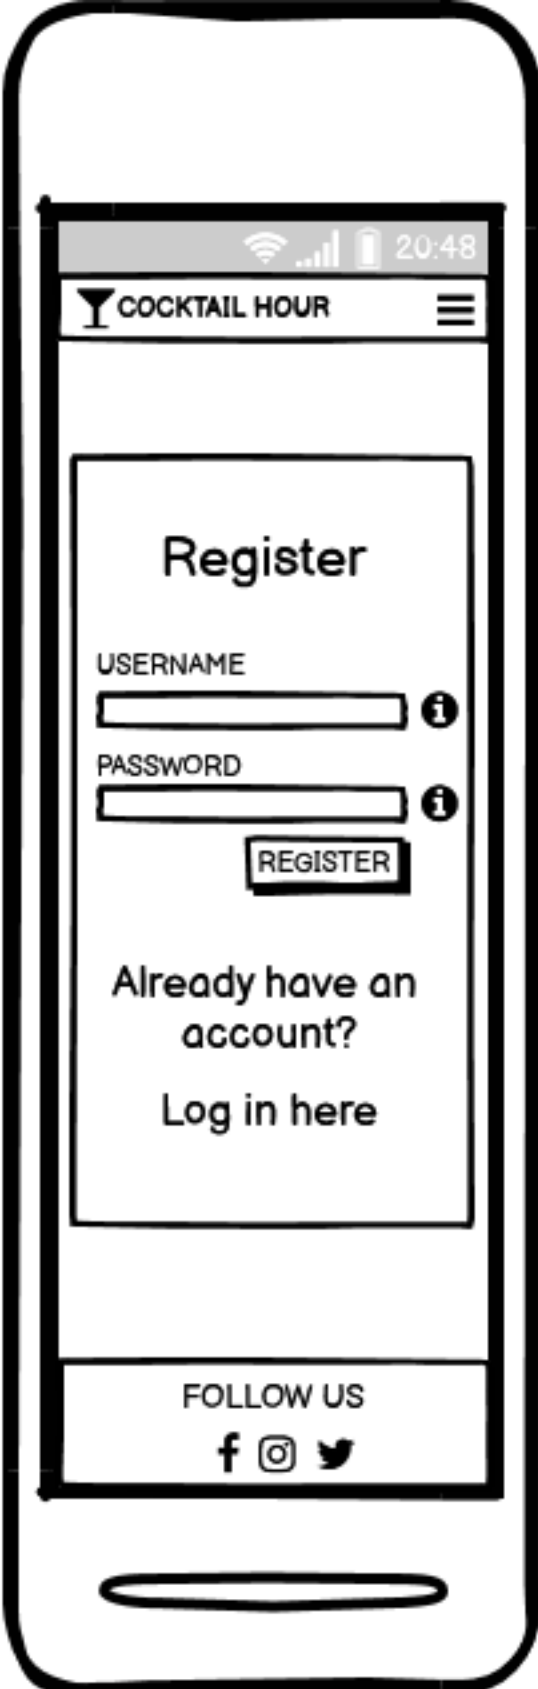 20:48
COCKTAIL HOUR
Register
USERNAME
PASSWORD
REGISTER
Already have an
account?
Log in here
FOLLOW US